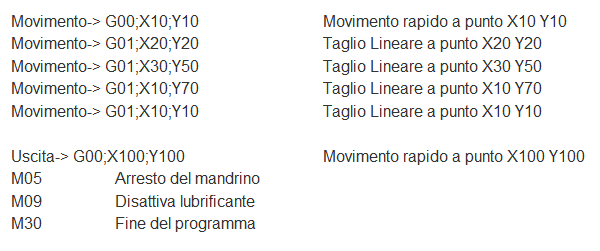 Movimento-> G00;X10;Y10 Movimento rapido a punto X10 Y10
Movimento-> G01;X20;Y20 Taglio Lineare a punto X20 Y20
Movimento-> G01;X30;Y50 Taglio Lineare a punto X30 Y50
Movimento-> G01;X10;Y70 Taglio Lineare a punto X10 Y70
Movimento-> G01;X10;Y10 Taglio Lineare a punto X10 Y10
Uscita-> G00;X100;Y100 Movimento rapido a punto X100 Y100
M05 Arresto del mandrino
M09 Disattiva lubrificante
M30 Fine del programma